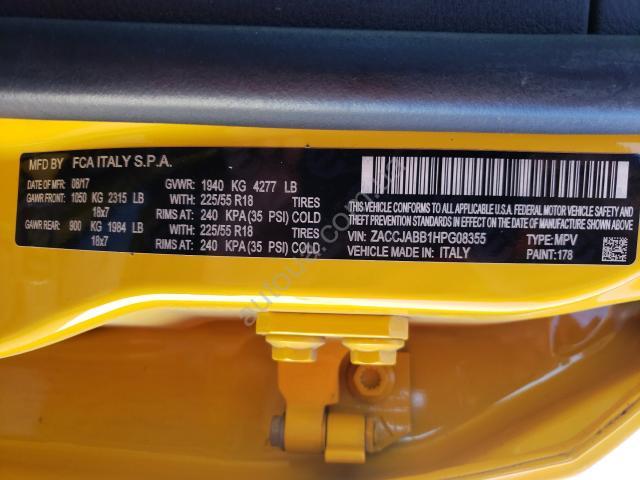 MFD BY FCA ITALY S.P.A.
DATE OF MFR: 08/17 GVWR: 1940 KG 4277 LB
GAWR FRONT: 1050 KG 2315 LB WITH 225/55 R18 TIRES
18x7 RIMS AT: 240 KPA(35 PSI) COLD
GAWR REAR: 900 KG 1984 LB WITH 225/55 R18 TIRES
18x7 RIMS AT: 240 KPA(35 PSI) COLD
THIS VEHICLE CONFORMS TO ALL APPLICABLE U.S.A. FEDERAL MOTOR VEHICLE SAFETY AND
THEFT PREVENTION STANDARDS IN EFFECT ON THE DATE OF MANUFACTURE SHOWN ABOVE
VIN: ZACCJABB1HPG08355 TYPE: MPV
VEHICLE MADE IN: ITALY PAINT: 178